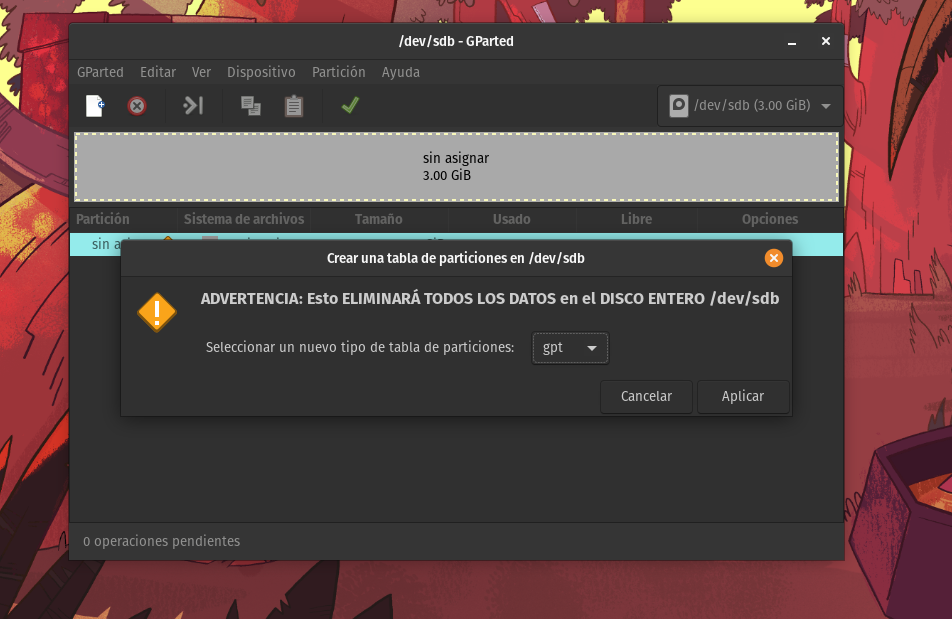 /dev/sdb - GParted
GParted Editar Ver Dispositivo Partición Ayuda
/dev/sdb (3.00 GiB)
sin asignar
3.00 GiB
Partición Sistema de archivos Tamaño Usado Libre Opciones
sin
Crear una tabla de particiones en /dev/sdb
ADVERTENCIA: Esto ELIMINARÁ TODOS LOS DATOS en el DISCO ENTERO /dev/sdb
Seleccionar un nuevo tipo de tabla de particiones: gpt
Cancelar Aplicar
0 operaciones pendientes